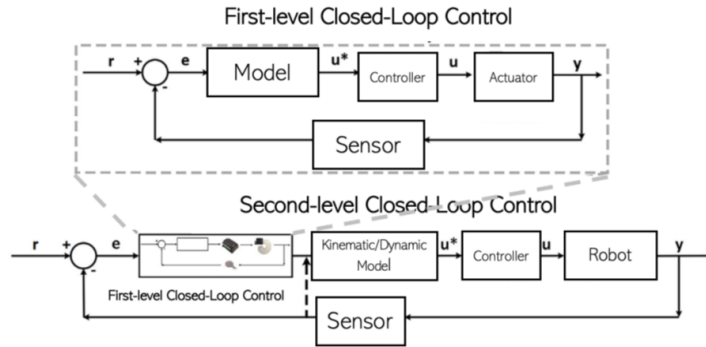 First-level Closed-Loop Control
r + e Model u* Controller u Actuator y
-
Sensor
Second-level Closed-Loop Control
r + e Kinematic/Dynamic Model u* Controller u Robot y
-
First-level Closed-Loop Control
Sensor